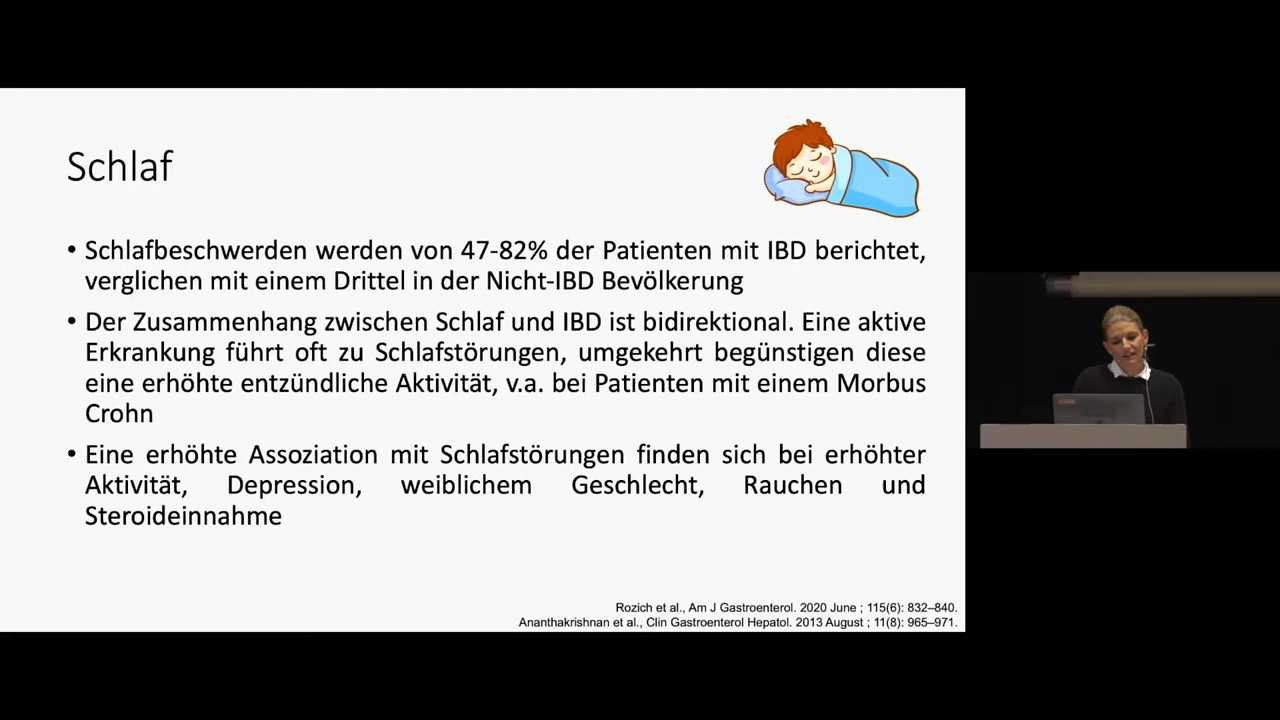 Schlaf
• Schlafbeschwerden werden von 47-82% der Patienten mit IBD berichtet,
verglichen mit einem Drittel in der Nicht-IBD Bevölkerung
• Der Zusammenhang zwischen Schlaf und IBD ist bidirektional. Eine aktive
Erkrankung führt oft zu Schlafstörungen, umgekehrt begünstigen diese
eine erhöhte entzündliche Aktivität, v.a. bei Patienten mit einem Morbus
Crohn
• Eine erhöhte Assoziation mit Schlafstörungen finden sich bei erhöhter
Aktivität, Depression, weiblichem Geschlecht, Rauchen und
Steroideinnahme
Rozich et al., Am J Gastroenterol. 2020 June ; 115(6): 832–840.
Ananthakrishnan et al., Clin Gastroenterol Hepatol. 2013 August ; 11(8): 965–971.